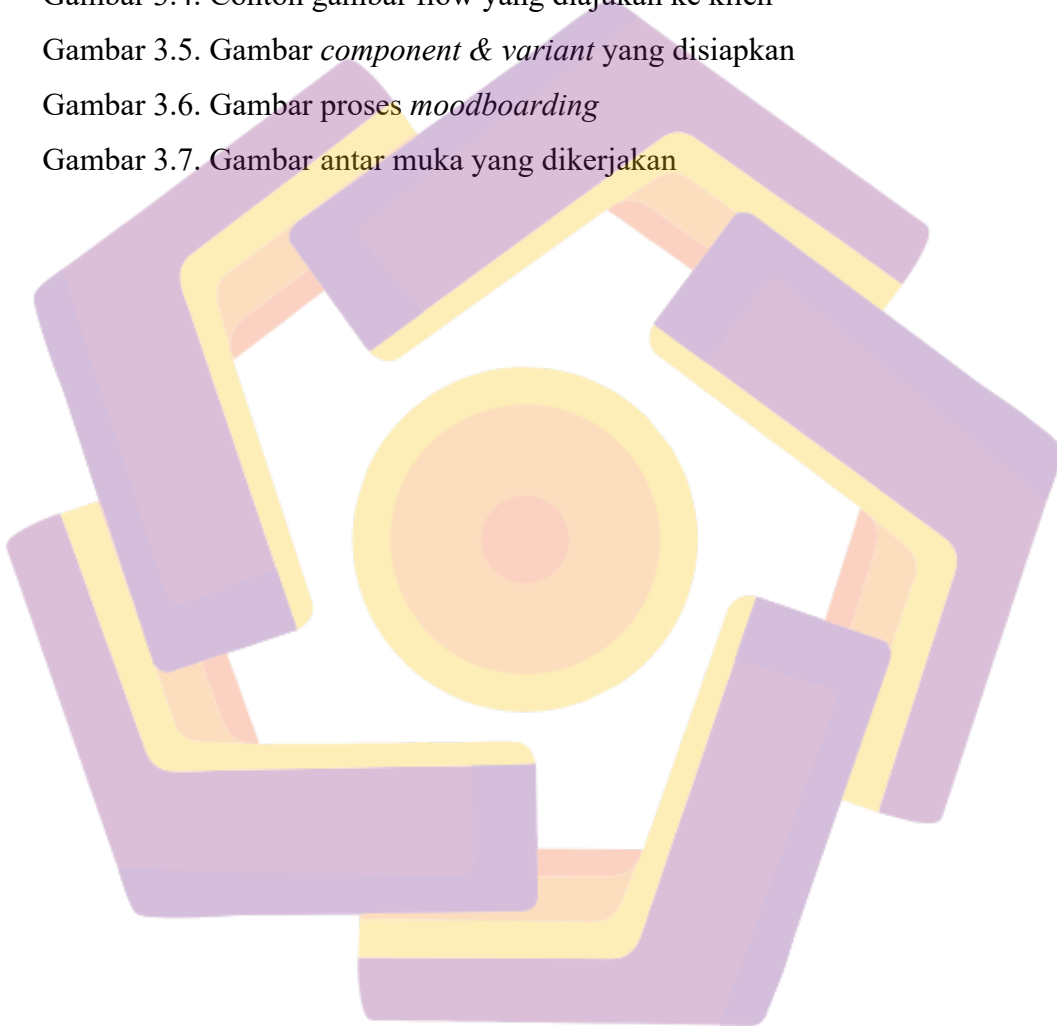 Gambar 3.4. Contoh gambar flow yang diajukan ke klien
Gambar 3.5. Gambar component & variant yang disiapkan
Gambar 3.6. Gambar proses moodboarding
Gambar 3.7. Gambar antar muka yang dikerjakan